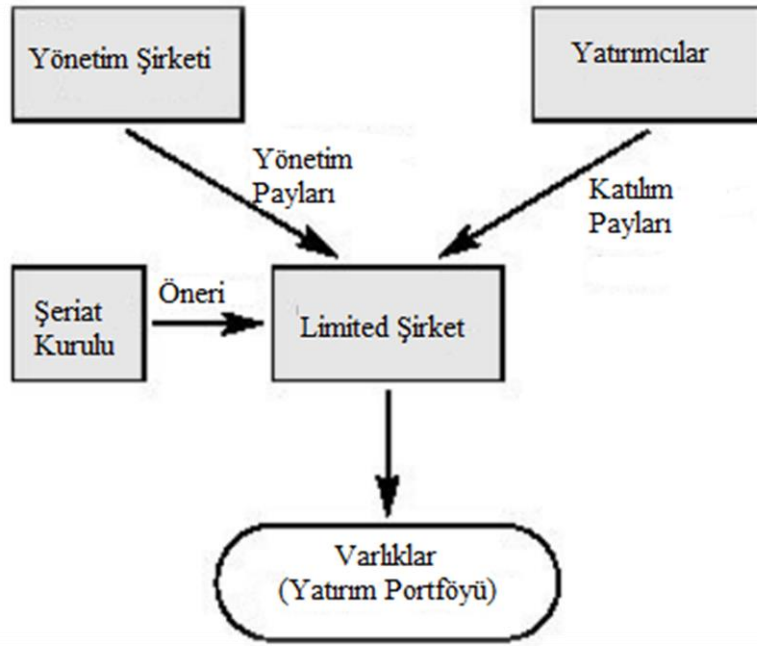 Yönetim Şirketi
Yatırımcılar
Yönetim
Payları
Katılım
Payları
Şeriat
Kurulu
Öneri
Limited Şirket
Varlıklar
(Yatırım Portföyü)